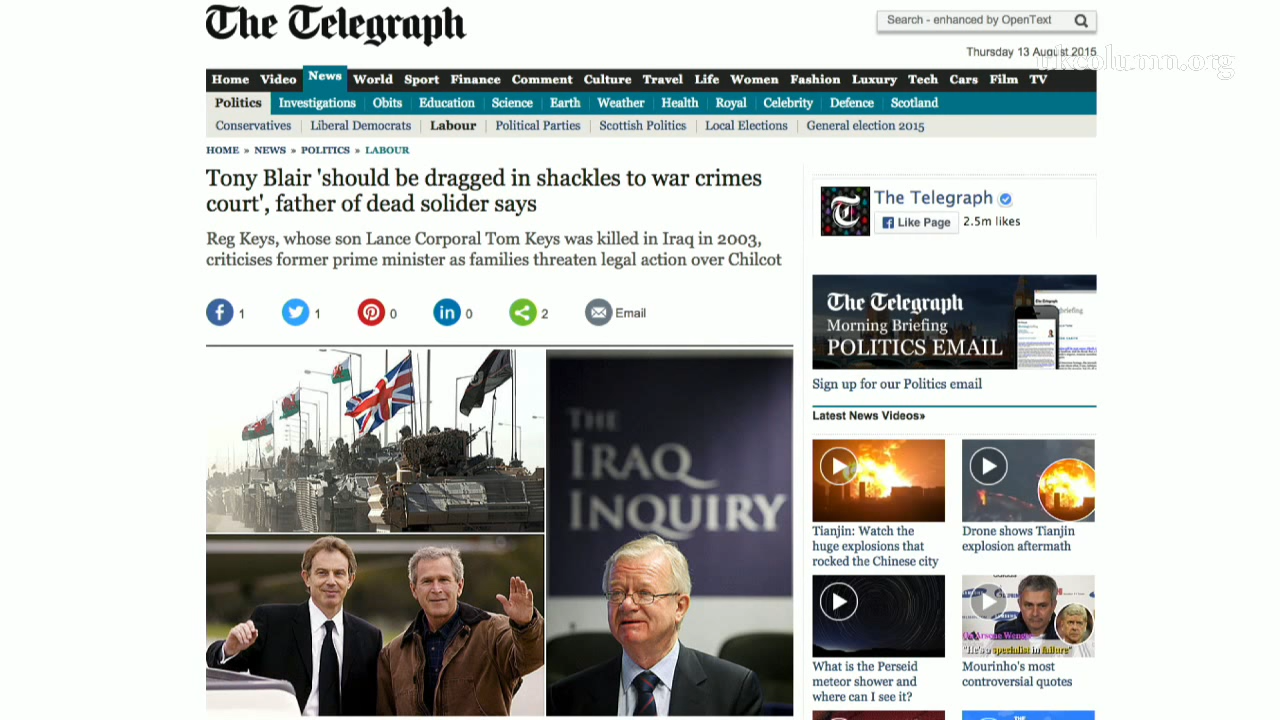 The Telegraph
Search - enhanced by OpenText
Thursday 13 August 2015
ukcolumn.org
Home Video News World Sport Finance Comment Culture Travel Life Women Fashion Luxury Tech Cars Film TV
Politics Investigations Obits Education Science Earth Weather Health Royal Celebrity Defence Scotland
Conservatives Liberal Democrats Labour Political Parties Scottish Politics Local Elections General election 2015
HOME » NEWS » POLITICS » LABOUR
Tony Blair 'should be dragged in shackles to war crimes
court', father of dead solider says
Reg Keys, whose son Lance Corporal Tom Keys was killed in Iraq in 2003,
criticises former prime minister as families threaten legal action over Chilcot
1 1 0 0 2 Email
THE
IRAQ
INQUIRY
The Telegraph
Like Page 2.5m likes
The Telegraph
Morning Briefing
POLITICS EMAIL
Sign up for our Politics email
Latest News Videos»
Tianjin: Watch the
huge explosions that
rocked the Chinese city
Drone shows Tianjin
explosion aftermath
What is the Perseid
meteor shower and
where can I see it?
On Arsene Wenger
"He's a specialist in failure"
Mourinho's most
controversial quotes